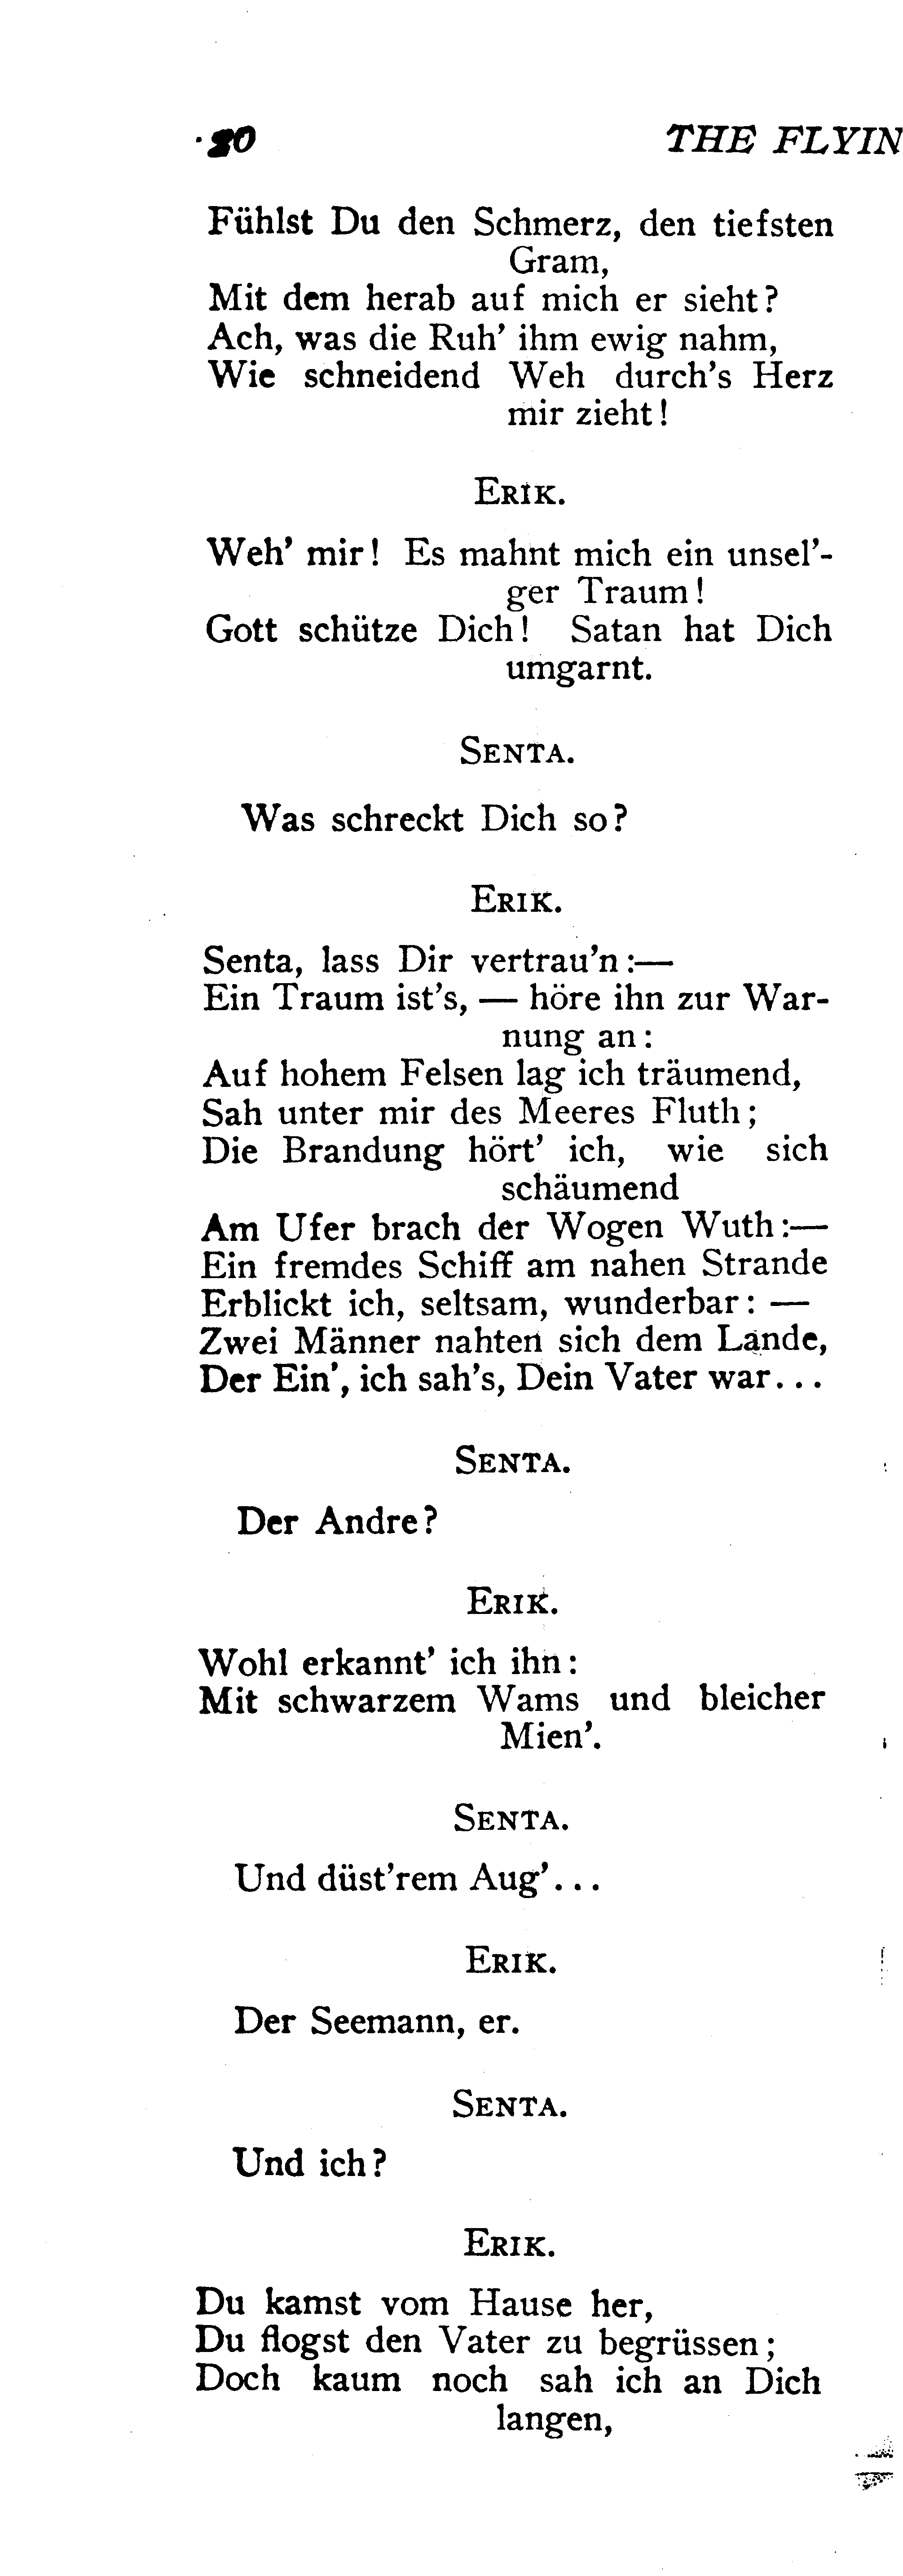 20 THE FLYIN
Fühlst Du den Schmerz, den tiefsten
Gram,
Mit dem herab auf mich er sieht?
Ach, was die Ruh' ihm ewig nahm,
Wie schneidend Weh durch's Herz
mir zieht!
ERIK.
Weh' mir! Es mahnt mich ein unsel'-
ger Traum!
Gott schütze Dich! Satan hat Dich
umgarnt.
SENTA.
Was schreckt Dich so?
ERIK.
Senta, lass Dir vertrau'n:—
Ein Traum ist's, — höre ihn zur War-
nung an:
Auf hohem Felsen lag ich träumend,
Sah unter mir des Meeres Fluth;
Die Brandung hört' ich, wie sich
schäumend
Am Ufer brach der Wogen Wuth:—
Ein fremdes Schiff am nahen Strande
Erblickt ich, seltsam, wunderbar: —
Zwei Männer nahten sich dem Lande,
Der Ein', ich sah's, Dein Vater war...
SENTA.
Der Andre?
ERIK.
Wohl erkannt' ich ihn:
Mit schwarzem Wams und bleicher
Mien'.
SENTA.
Und düst'rem Aug'...
ERIK.
Der Seemann, er.
SENTA.
Und ich?
ERIK.
Du kamst vom Hause her,
Du flogst den Vater zu begrüssen;
Doch kaum noch sah ich an Dich
langen,